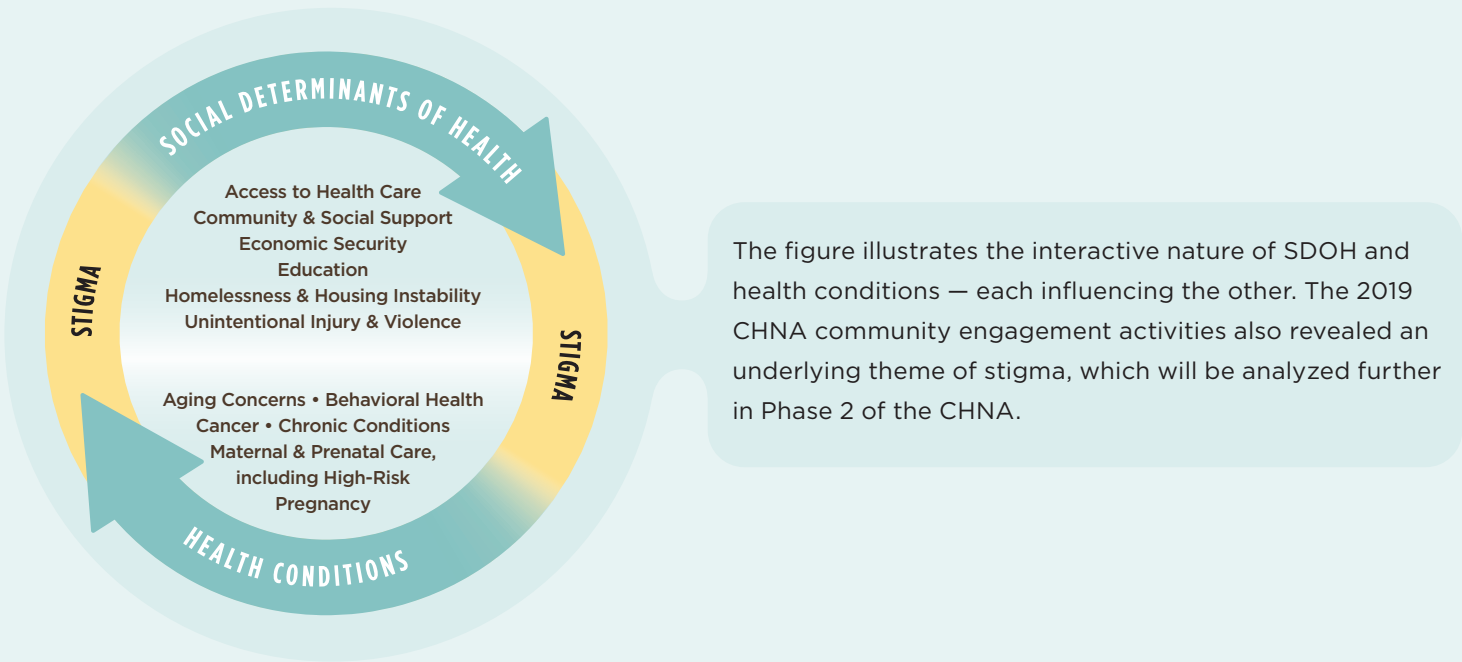 SOCIAL DETERMINANTS OF HEALTH
STIGMA
Access to Health Care
Community & Social Support
Economic Security
Education
Homelessness & Housing Instability
Unintentional Injury & Violence
STIGMA
Aging Concerns • Behavioral Health
Cancer • Chronic Conditions
Maternal & Prenatal Care,
including High-Risk
Pregnancy
HEALTH CONDITIONS
The figure illustrates the interactive nature of SDOH and
health conditions — each influencing the other. The 2019
CHNA community engagement activities also revealed an
underlying theme of stigma, which will be analyzed further
in Phase 2 of the CHNA.